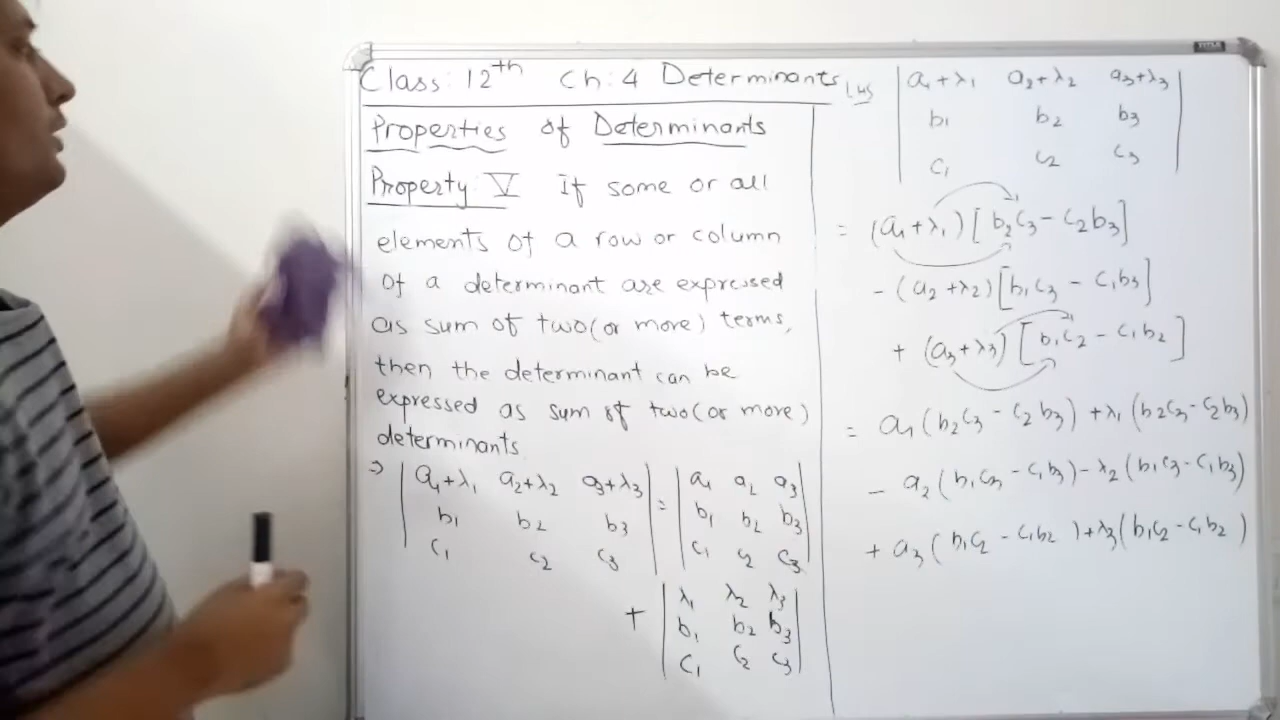 Class: 12th Ch: 4 Determinants
Properties of Determinants
Property: V If some or all
elements of a row or column
of a determinant are expressed
as sum of two (or more) terms,
then the determinant can be
expressed as sum of two (or more)
determinants.
⇒ | a₁+λ₁ a₂+λ₂ a₃+λ₃ | = | a₁ a₂ a₃ |
| b₁ b₂ b₃ | | b₁ b₂ b₃ |
| c₁ c₂ c₃ | | c₁ c₂ c₃ |
+ | λ₁ λ₂ λ₃ |
| b₁ b₂ b₃ |
| c₁ c₂ c₃ |
LHS | a₁+λ₁ a₂+λ₂ a₃+λ₃ |
| b₁ b₂ b₃ |
| c₁ c₂ c₃ |
= (a₁+λ₁) [b₂c₃ - c₂b₃]
- (a₂+λ₂) [b₁c₃ - c₁b₃]
+ (a₃+λ₃) [b₁c₂ - c₁b₂]
= a₁(b₂c₃ - c₂b₃) + λ₁(b₂c₃ - c₂b₃)
- a₂(b₁c₃ - c₁b₃) - λ₂(b₁c₃ - c₁b₃)
+ a₃(b₁c₂ - c₁b₂) + λ₃(b₁c₂ - c₁b₂)